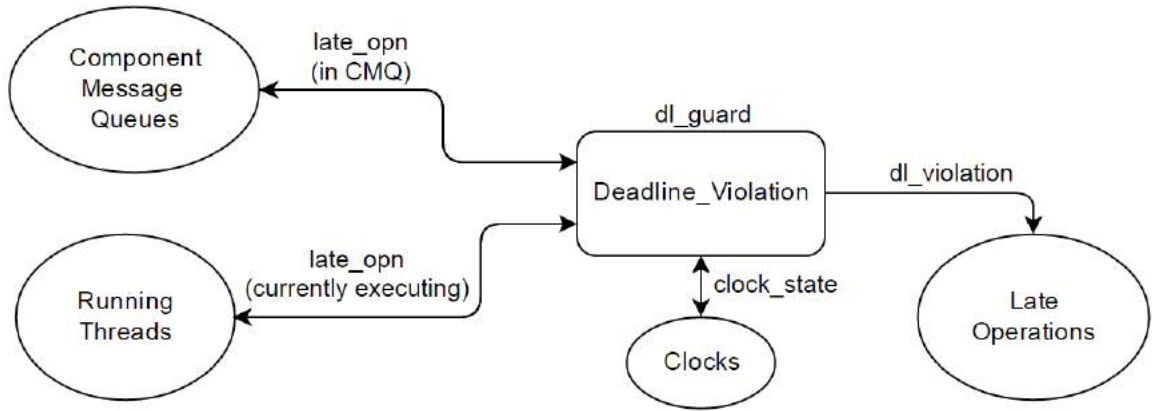 Component
Message
Queues
late_opn
(in CMQ)
dl_guard
Deadline_Violation
dl_violation
late_opn
(currently executing)
Running
Threads
clock_state
Clocks
Late
Operations